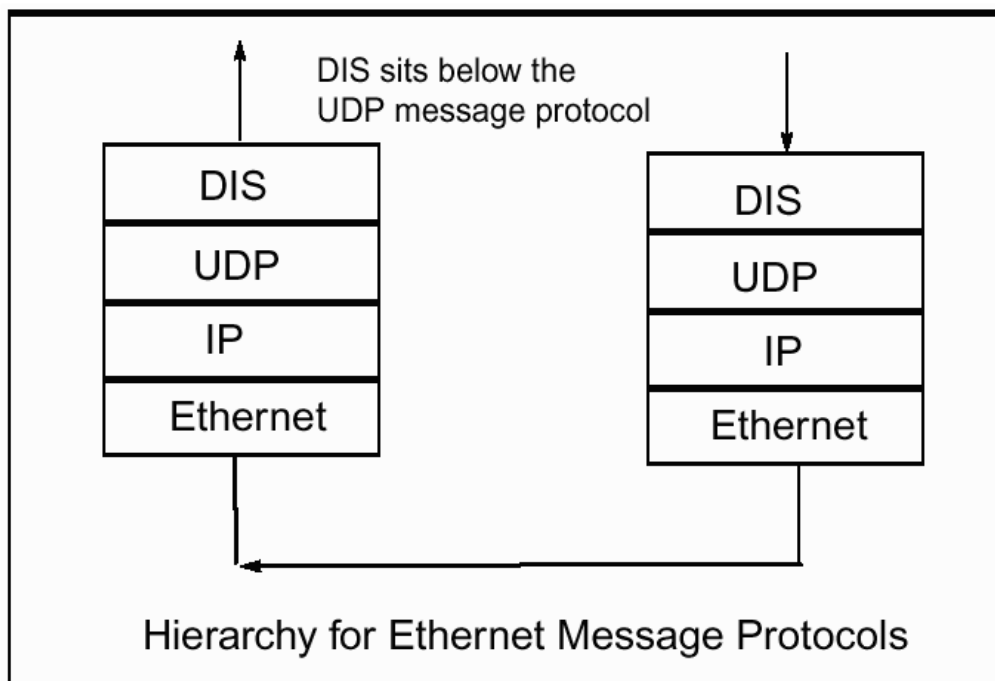 DIS sits below the
UDP message protocol
DIS
UDP
IP
Ethernet
DIS
UDP
IP
Ethernet
Hierarchy for Ethernet Message Protocols